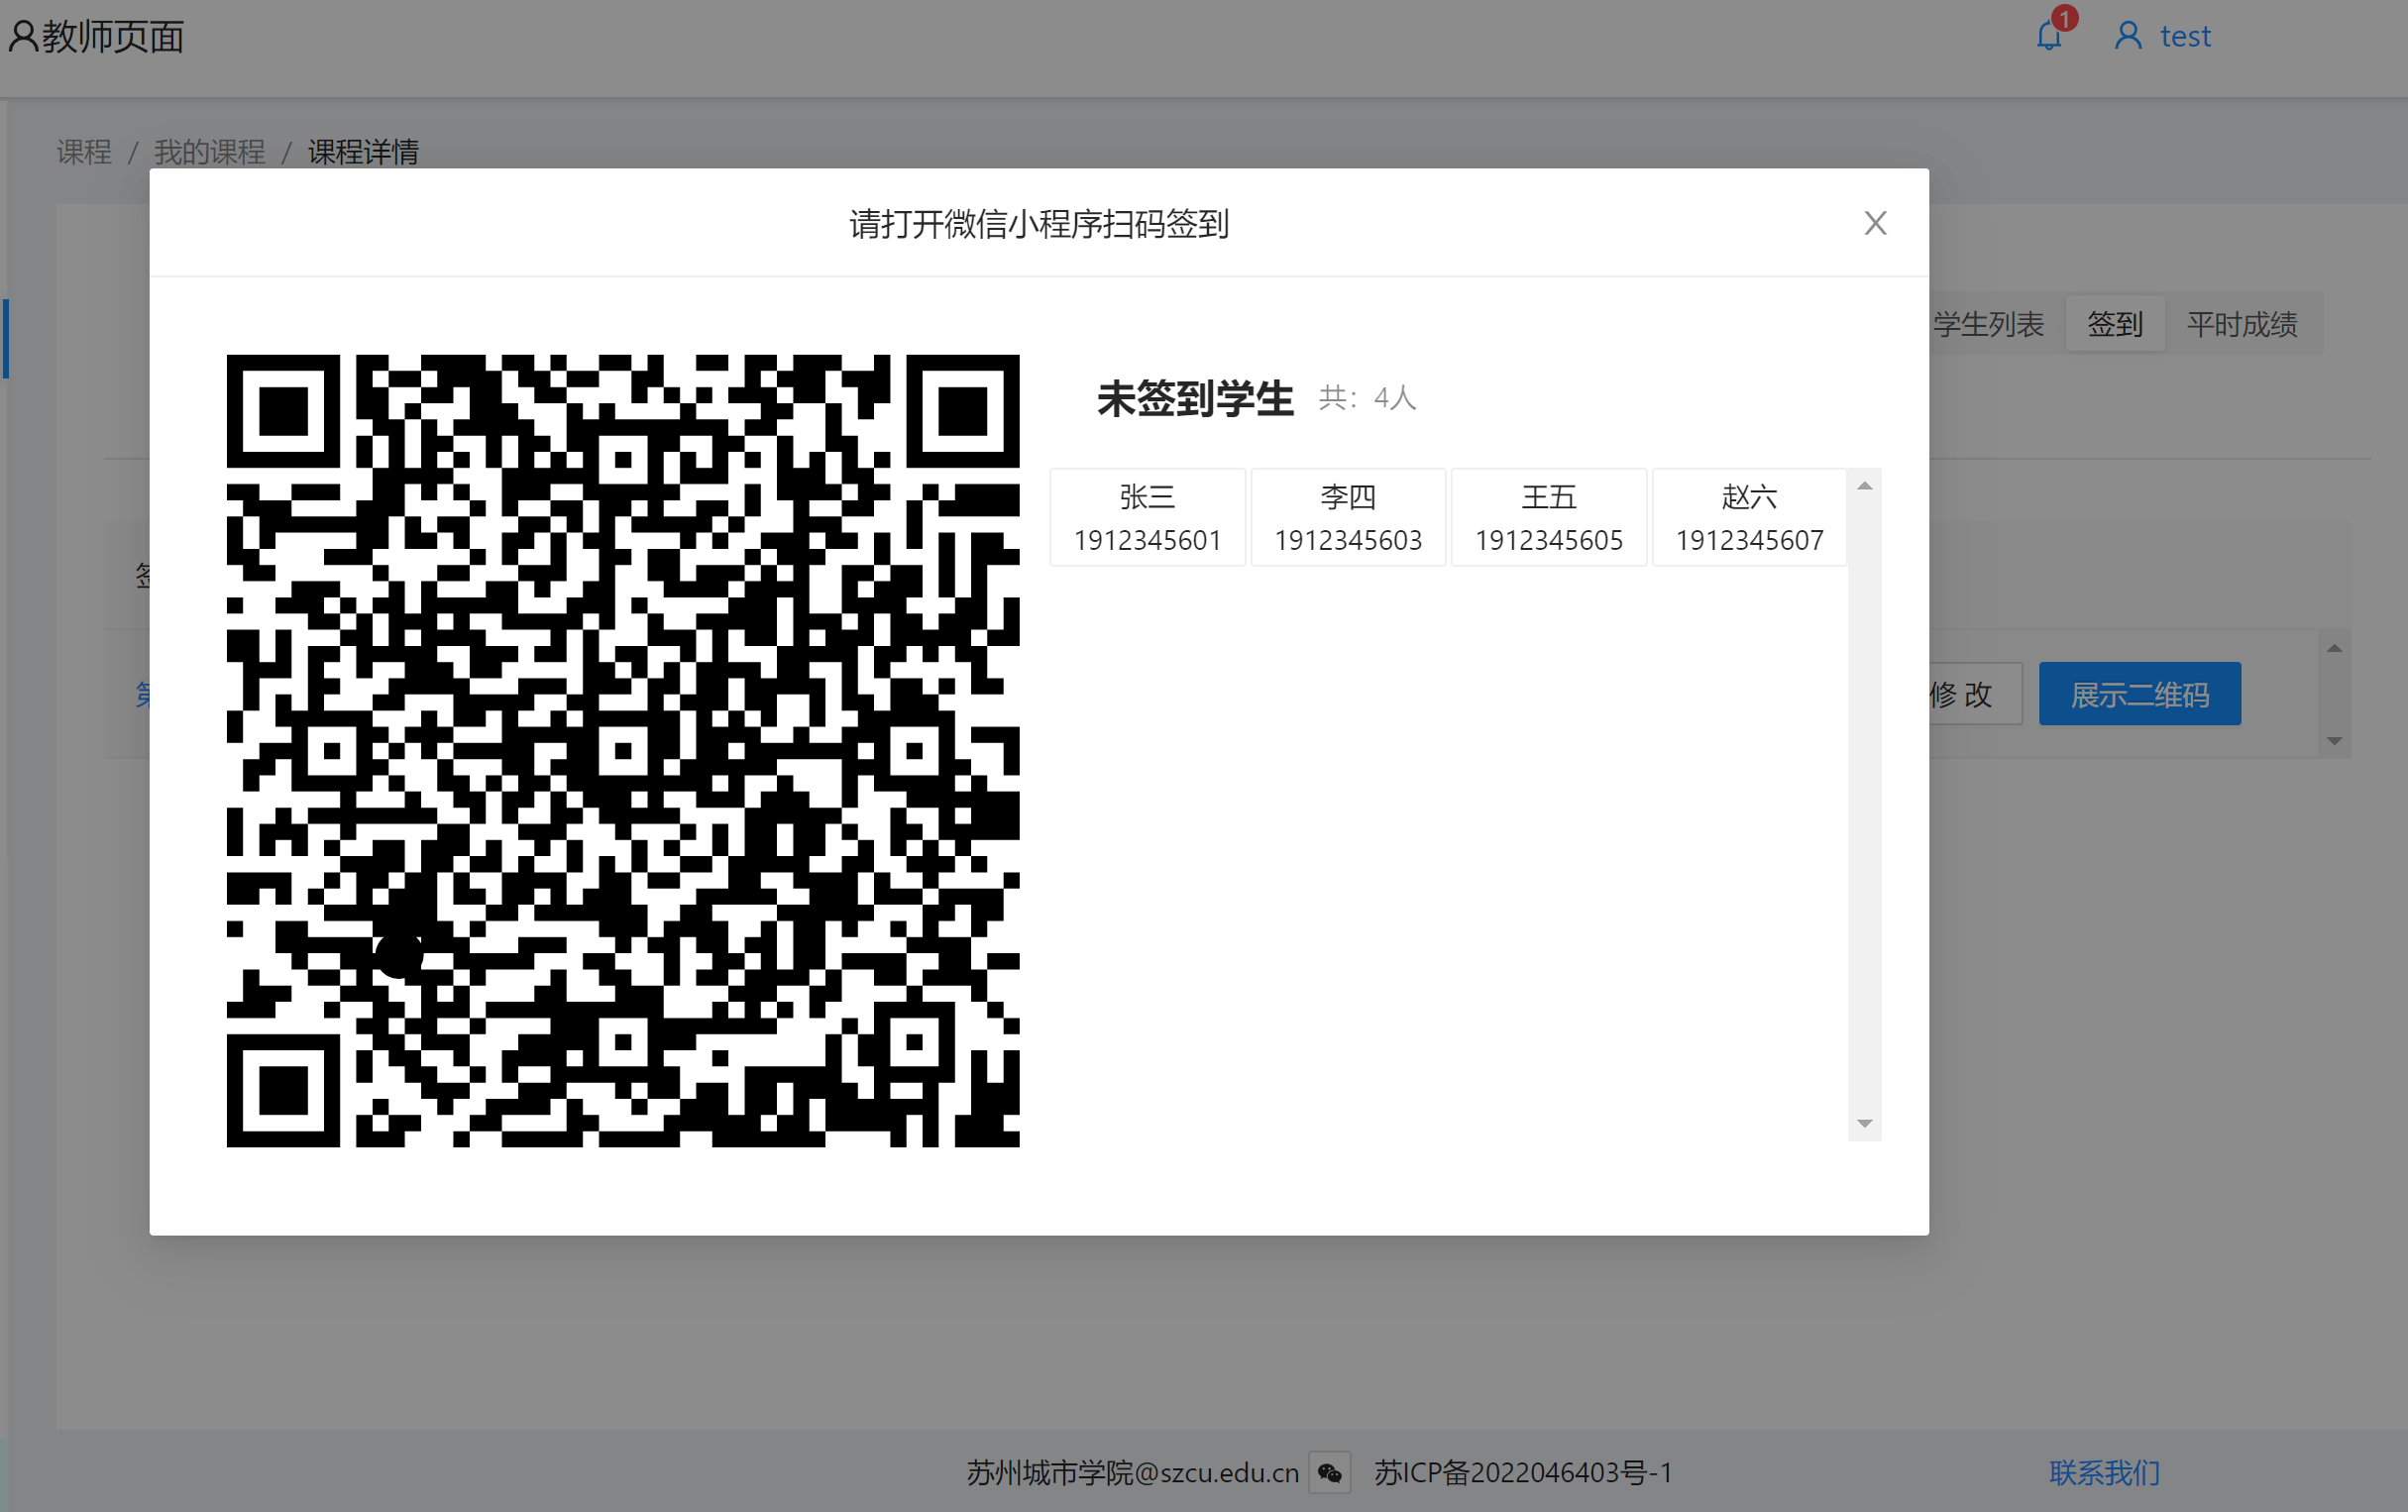 教师页面
1
test
课程 / 我的课程 / 课程详情
请打开微信小程序扫码签到
X
学生列表 签到 平时成绩
未签到学生 共：4人
张三 李四 王五 赵六
1912345601 1912345603 1912345605 1912345607
修 改 展示二维码
苏州城市学院@szcu.edu.cn 苏ICP备2022046403号-1 联系我们